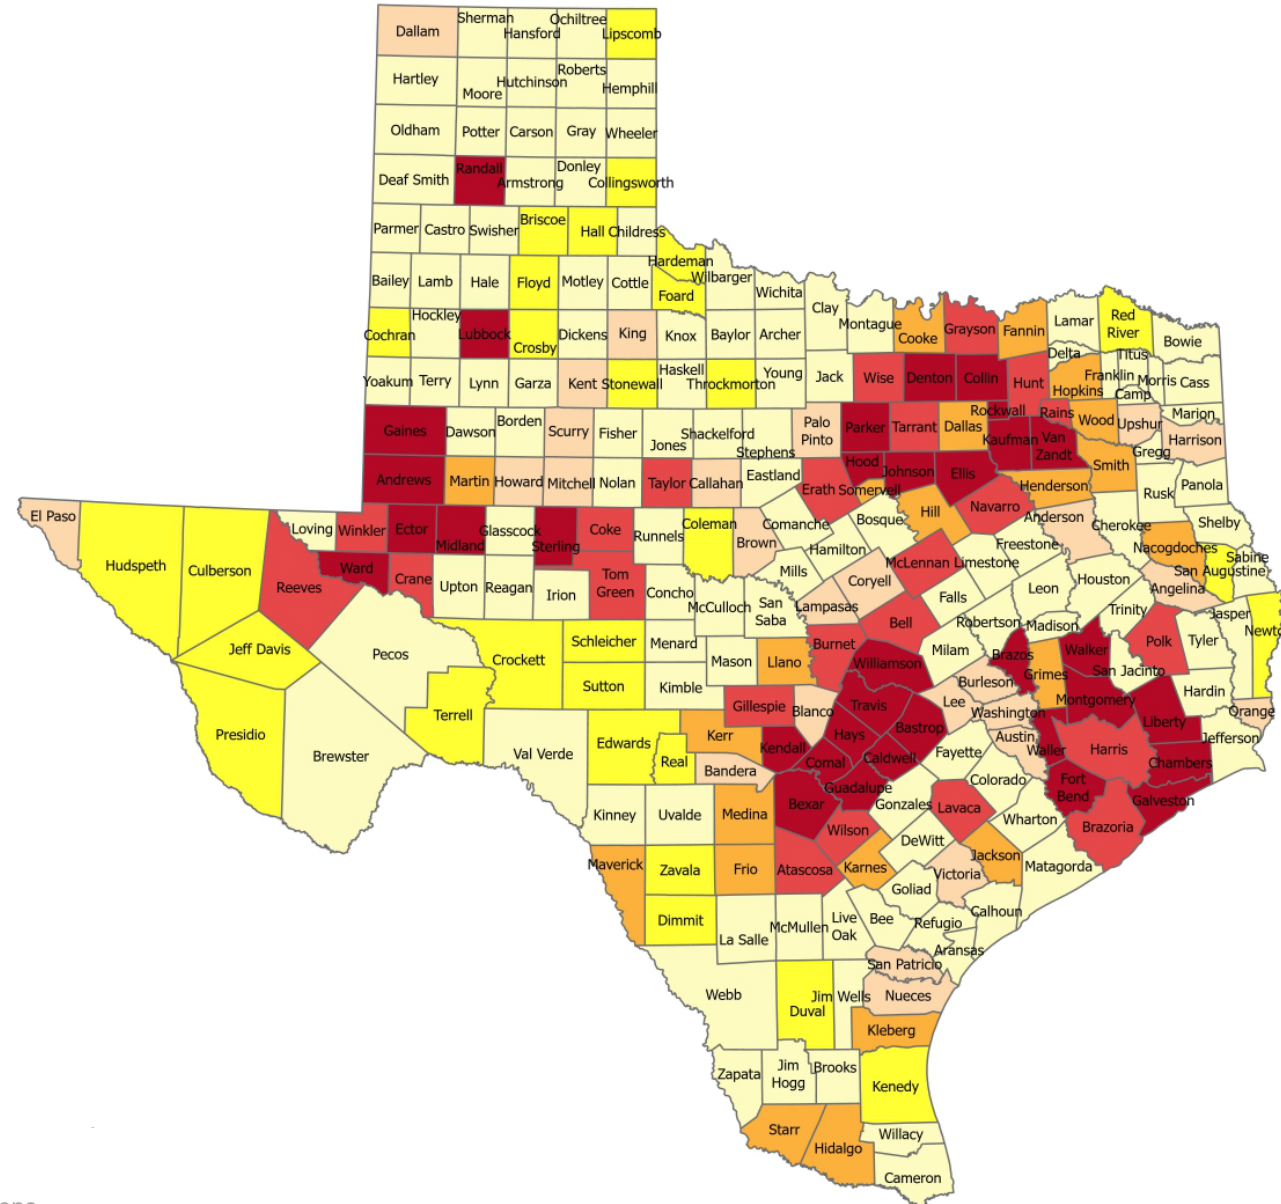 Dallam
Sherman
Hansford
Ochiltree
Lipscomb
Hartley
Moore
Hutchinson
Roberts
Hemphill
Oldham
Potter
Carson
Gray
Wheeler
Deaf Smith
Randall
Armstrong
Donley
Collingsworth
Parmer
Castro
Swisher
Briscoe
Hall
Childress
Hardeman
Bailey
Lamb
Hale
Floyd
Motley
Cottle
Foard
Wilbarger
Wichita
Clay
Montague
Cooke
Grayson
Fannin
Lamar
Red
River
Bowie
Cochran
Hockley
Lubbock
Crosby
Dickens
King
Knox
Baylor
Archer
Delta
Titus
Yoakum
Terry
Lynn
Garza
Kent
Stonewall
Haskell
Throckmorton
Young
Jack
Wise
Denton
Collin
Hunt
Hopkins
Franklin
Camp
Morris
Cass
Gaines
Dawson
Borden
Scurry
Fisher
Jones
Shackelford
Stephens
Palo
Pinto
Parker
Tarrant
Dallas
Rockwall
Kaufman
Rains
Van
Zandt
Wood
Upshur
Marion
Harrison
Gregg
Andrews
Martin
Howard
Mitchell
Nolan
Taylor
Callahan
Eastland
Erath
Hood
Somervell
Johnson
Ellis
Navarro
Henderson
Smith
Rusk
Panola
El Paso
Hudspeth
Culberson
Reeves
Loving
Winkler
Ector
Midland
Glasscock
Sterling
Coke
Runnels
Coleman
Brown
Comanche
Hamilton
Bosque
Hill
Freestone
Anderson
Cherokee
Nacogdoches
Shelby
San
Augustine
Sabine
Ward
Crane
Upton
Reagan
Irion
Tom
Green
Concho
McCulloch
San
Saba
Mills
Lampasas
Coryell
McLennan
Limestone
Falls
Leon
Houston
Angelina
Trinity
Jeff Davis
Pecos
Crockett
Schleicher
Menard
Mason
Llano
Burnet
Bell
Milam
Robertson
Madison
Brazos
Grimes
Walker
San Jacinto
Polk
Tyler
Jasper
Newto
Presidio
Brewster
Terrell
Sutton
Kimble
Gillespie
Blanco
Williamson
Travis
Burleson
Lee
Washington
Montgomery
Liberty
Hardin
Orange
Jefferson
Val Verde
Edwards
Real
Kerr
Bandera
Kendall
Hays
Comal
Caldwell
Bastrop
Fayette
Austin
Waller
Harris
Chambers
Kinney
Uvalde
Medina
Bexar
Guadalupe
Gonzales
Colorado
Fort
Bend
Galveston
Brazoria
Lavaca
Wharton
Wilson
Maverick
Zavala
Frio
Atascosa
Karnes
DeWitt
Victoria
Jackson
Matagorda
Goliad
Calhoun
Dimmit
La Salle
McMullen
Live
Oak
Bee
Refugio
Aransas
San Patricio
Webb
Duval
Jim Wells
Nueces
Kleberg
Zapata
Jim
Hogg
Brooks
Kenedy
Starr
Hidalgo
Willacy
Cameron